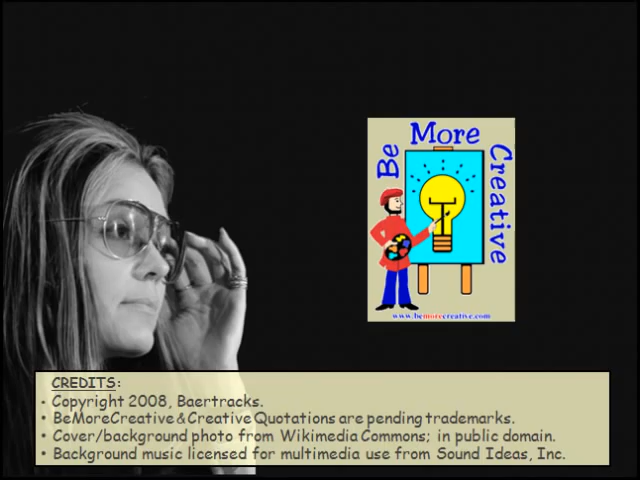 Be More Creative
www.bemorecreative.com
CREDITS:
• Copyright 2008, Baertracks.
• BeMoreCreative & Creative Quotations are pending trademarks.
• Cover/background photo from Wikimedia Commons; in public domain.
• Background music licensed for multimedia use from Sound Ideas, Inc.